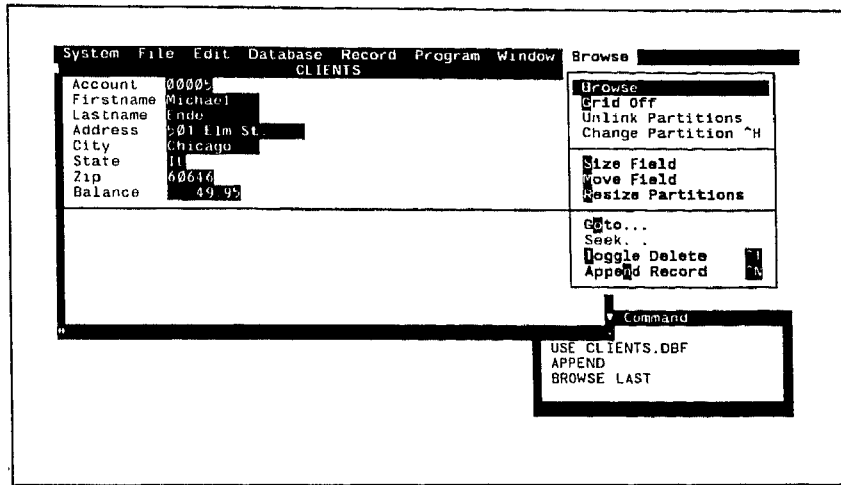 System File Edit Database Record Program Window Browse
CLIENTS
Account 00005
Firstname Michael
Lastname Ende
Address 501 Elm St.
City Chicago
State Il
Zip 60646
Balance 49.95
Browse
Grid Off
Unlink Partitions
Change Partition ^H
Size Field
Move Field
Resize Partitions
Goto...
Seek...
Toggle Delete ^T
Append Record ^N
Command
USE CLIENTS.DBF
APPEND
BROWSE LAST